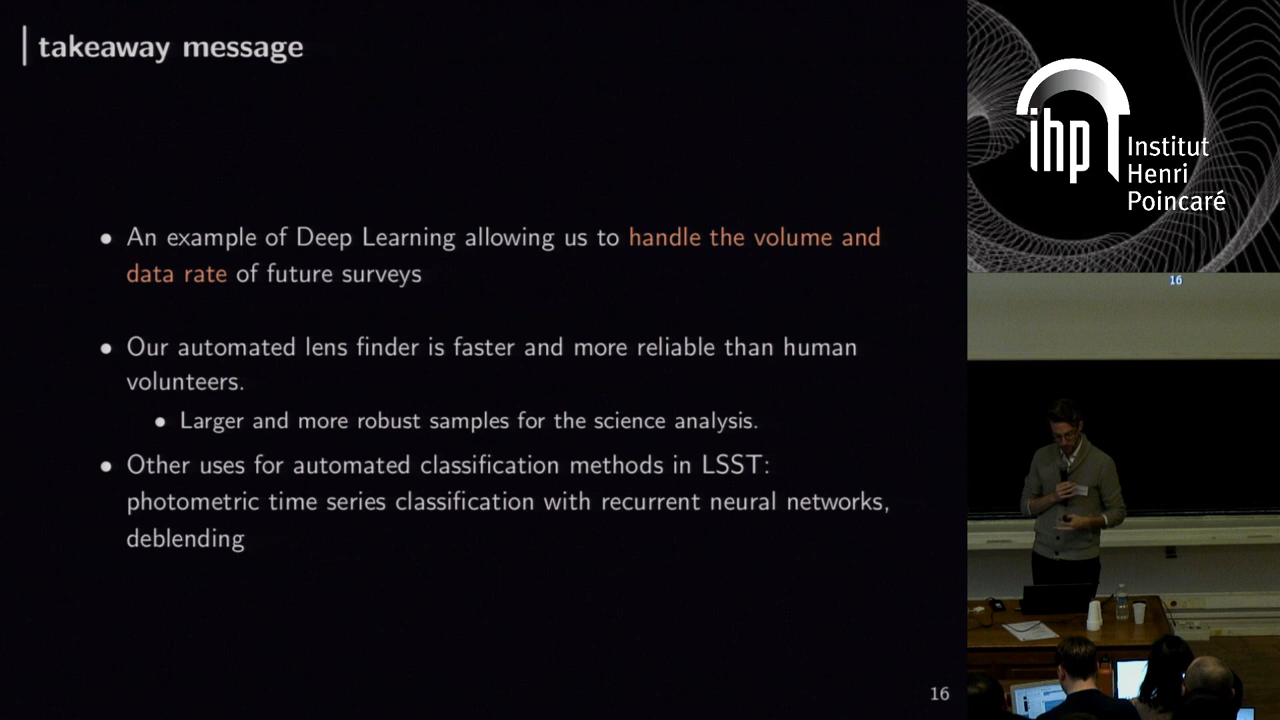 takeaway message
• An example of Deep Learning allowing us to handle the volume and
data rate of future surveys
• Our automated lens finder is faster and more reliable than human
volunteers.
• Larger and more robust samples for the science analysis.
• Other uses for automated classification methods in LSST:
photometric time series classification with recurrent neural networks,
deblending
16
ihp
Institut
Henri
Poincaré
16